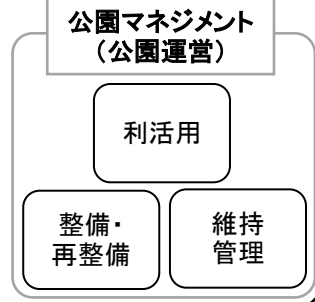 公園マネジメント
（公園運営）
利活用
整備・
再整備
維持
管理